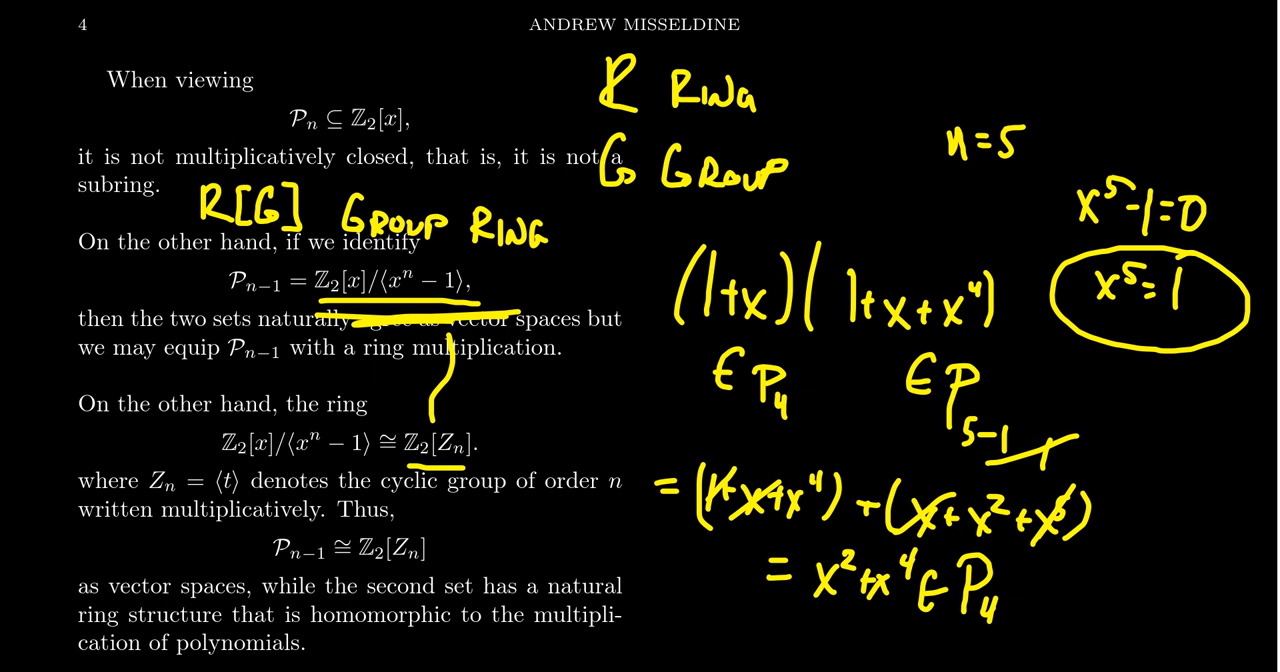 4 ANDREW MISSELDINE
When viewing
𝒫ₙ ⊆ ℤ₂[x],
it is not multiplicatively closed, that is, it is not a
subring.
On the other hand, if we identify
𝒫ₙ₋₁ = ℤ₂[x]/⟨xⁿ − 1⟩,
then the two sets naturally agree as vector spaces but
we may equip 𝒫ₙ₋₁ with a ring multiplication.
On the other hand, the ring
ℤ₂[x]/⟨xⁿ − 1⟩ ≅ ℤ₂[Zₙ].
where Zₙ = ⟨t⟩ denotes the cyclic group of order n
written multiplicatively. Thus,
𝒫ₙ₋₁ ≅ ℤ₂[Zₙ]
as vector spaces, while the second set has a natural
ring structure that is homomorphic to the multipli-
cation of polynomials.
R RING
G GROUP
R[G] GROUP RING
n=5
x⁵-1=0
x⁵=1
(1+x)(1+x+x⁴)
∈ P₄ ∈ P₅₋₁
= (1+x+x⁴) + (x+x²+x⁵)
= x²+x⁴ ∈ P₄